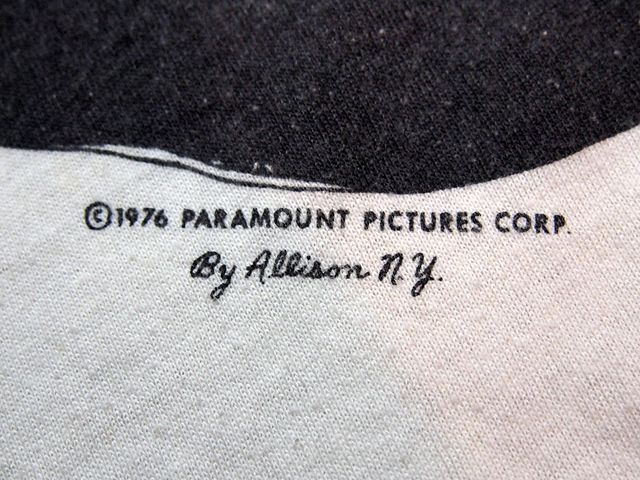 ©1976 PARAMOUNT PICTURES CORP.
By Allison N.Y.